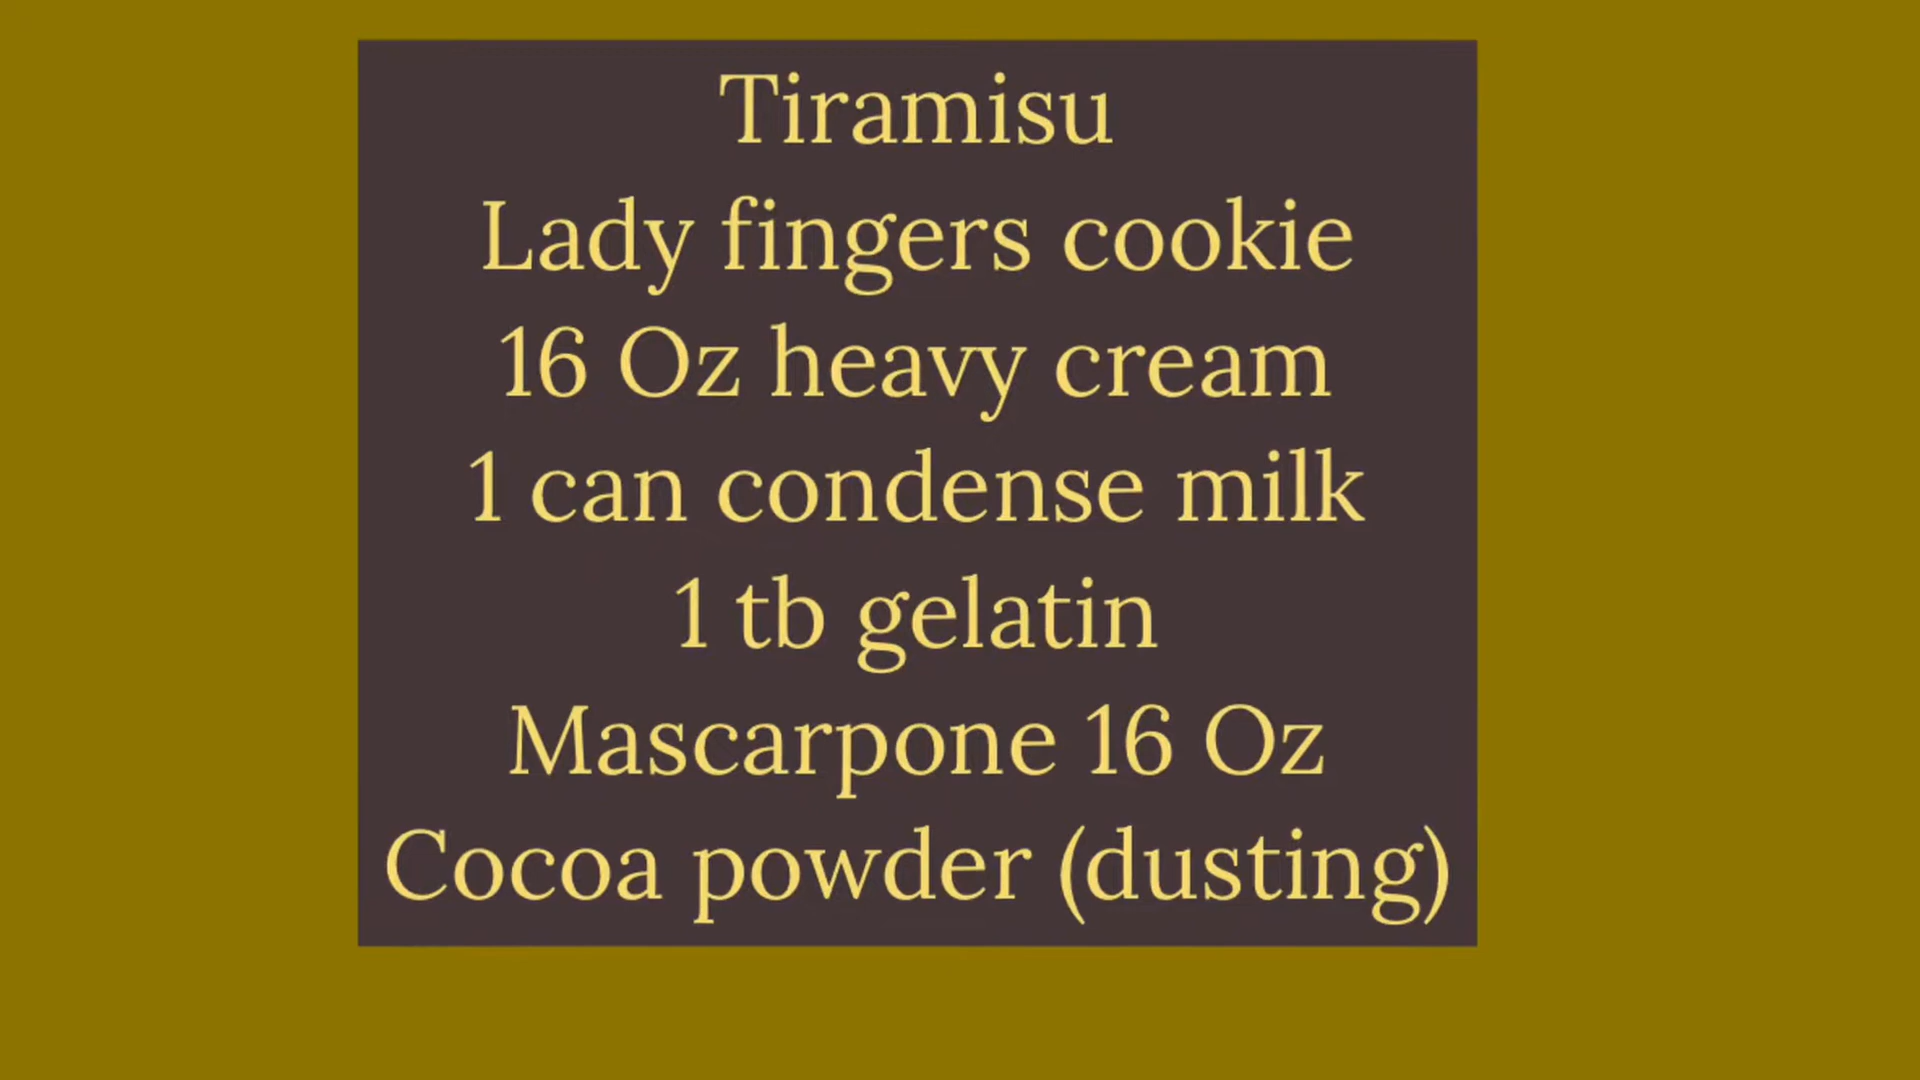 Tiramisu
Lady fingers cookie
16 Oz heavy cream
1 can condense milk
1 tb gelatin
Mascarpone 16 Oz
Cocoa powder (dusting)